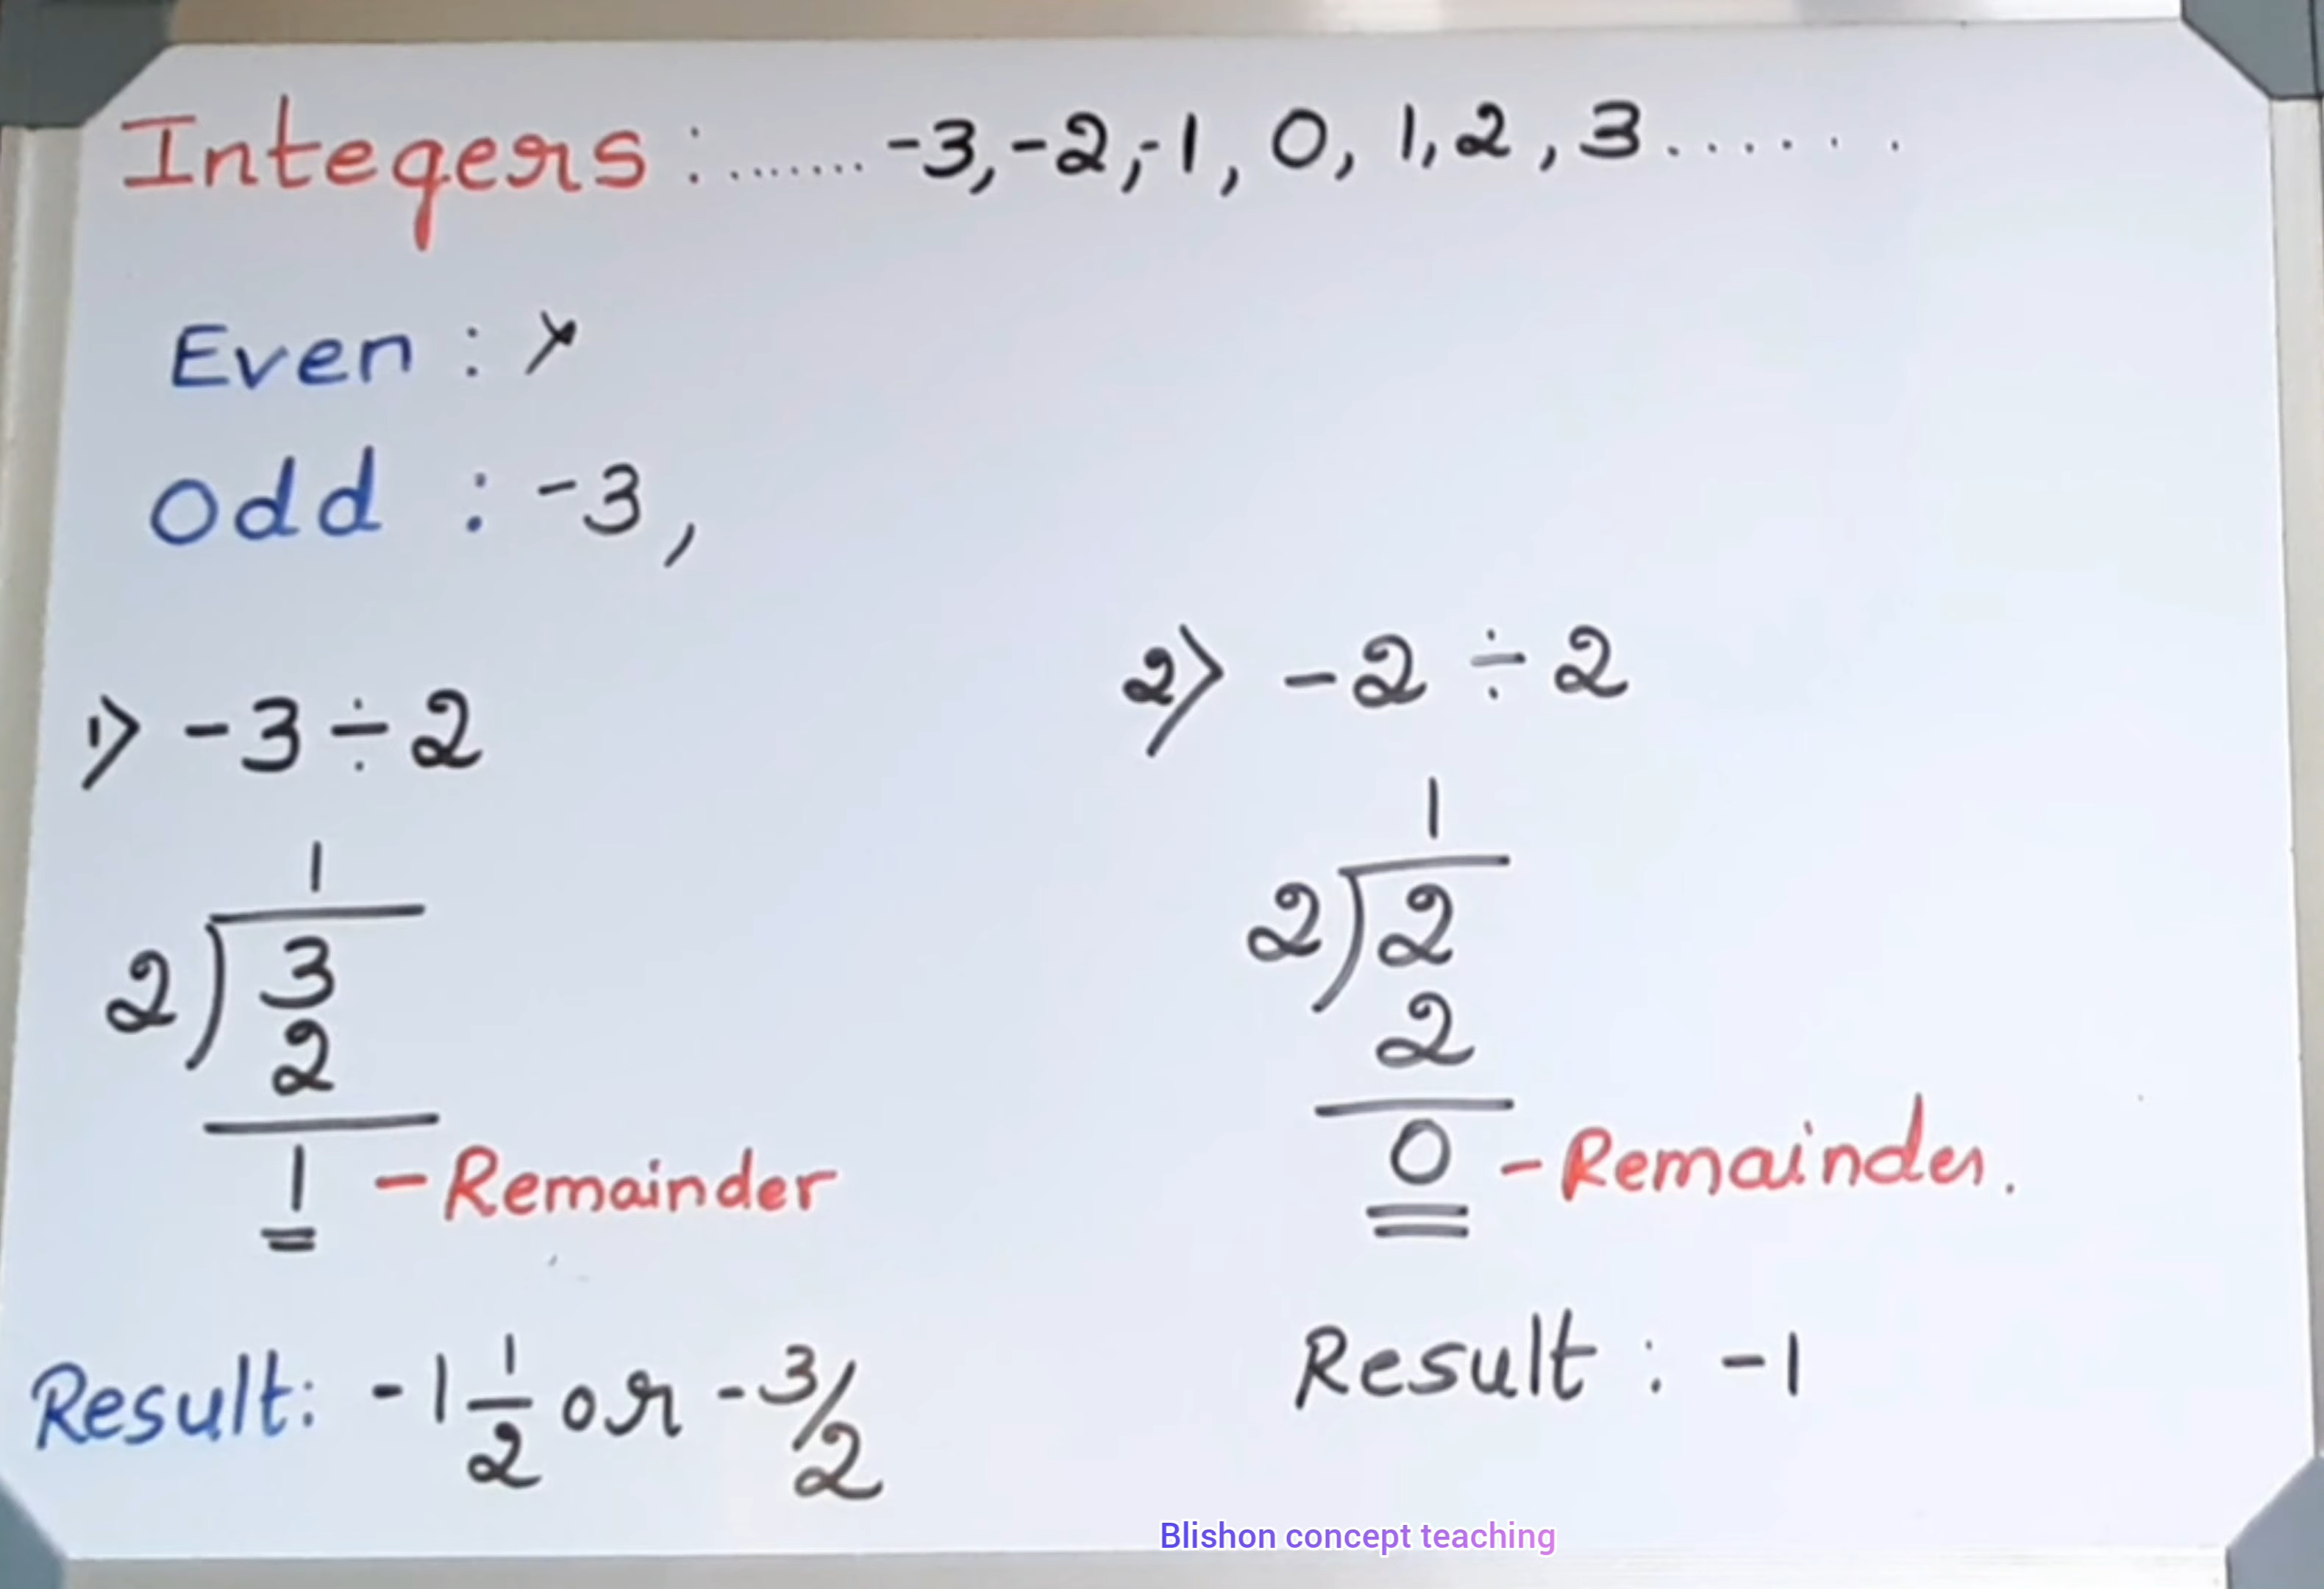 Integers : ....... -3, -2, -1, 0, 1, 2, 3 ......
Even : x
Odd : -3,
1) -3 ÷ 2
1
2) 3
2
1 - Remainder
Result: -1 1/2 or -3/2
2) -2 ÷ 2
1
2) 2
2
0 - Remainder.
Result : -1
Blishon concept teaching